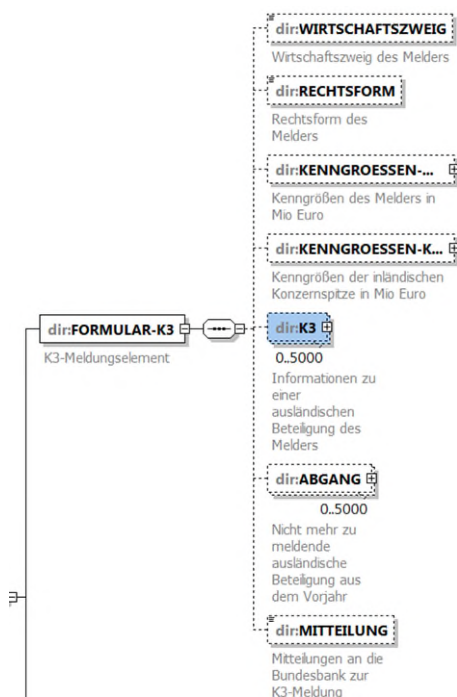 dir:WIRTSCHAFTSZWEIG
Wirtschaftszweig des Melders
dir:RECHTSFORM
Rechtsform des
Melders
dir:KENNGROESSEN-...
Kenngrößen des Melders in
Mio Euro
dir:KENNGROESSEN-K...
Kenngrößen der inländischen
Konzernspitze in Mio Euro
dir:FORMULAR-K3
K3-Meldungselement
dir:K3
0..5000
Informationen zu
einer
ausländischen
Beteiligung des
Melders
dir:ABGANG
0..5000
Nicht mehr zu
meldende
ausländische
Beteiligung aus
dem Vorjahr
dir:MITTEILUNG
Mitteilungen an die
Bundesbank zur
K3-Meldung